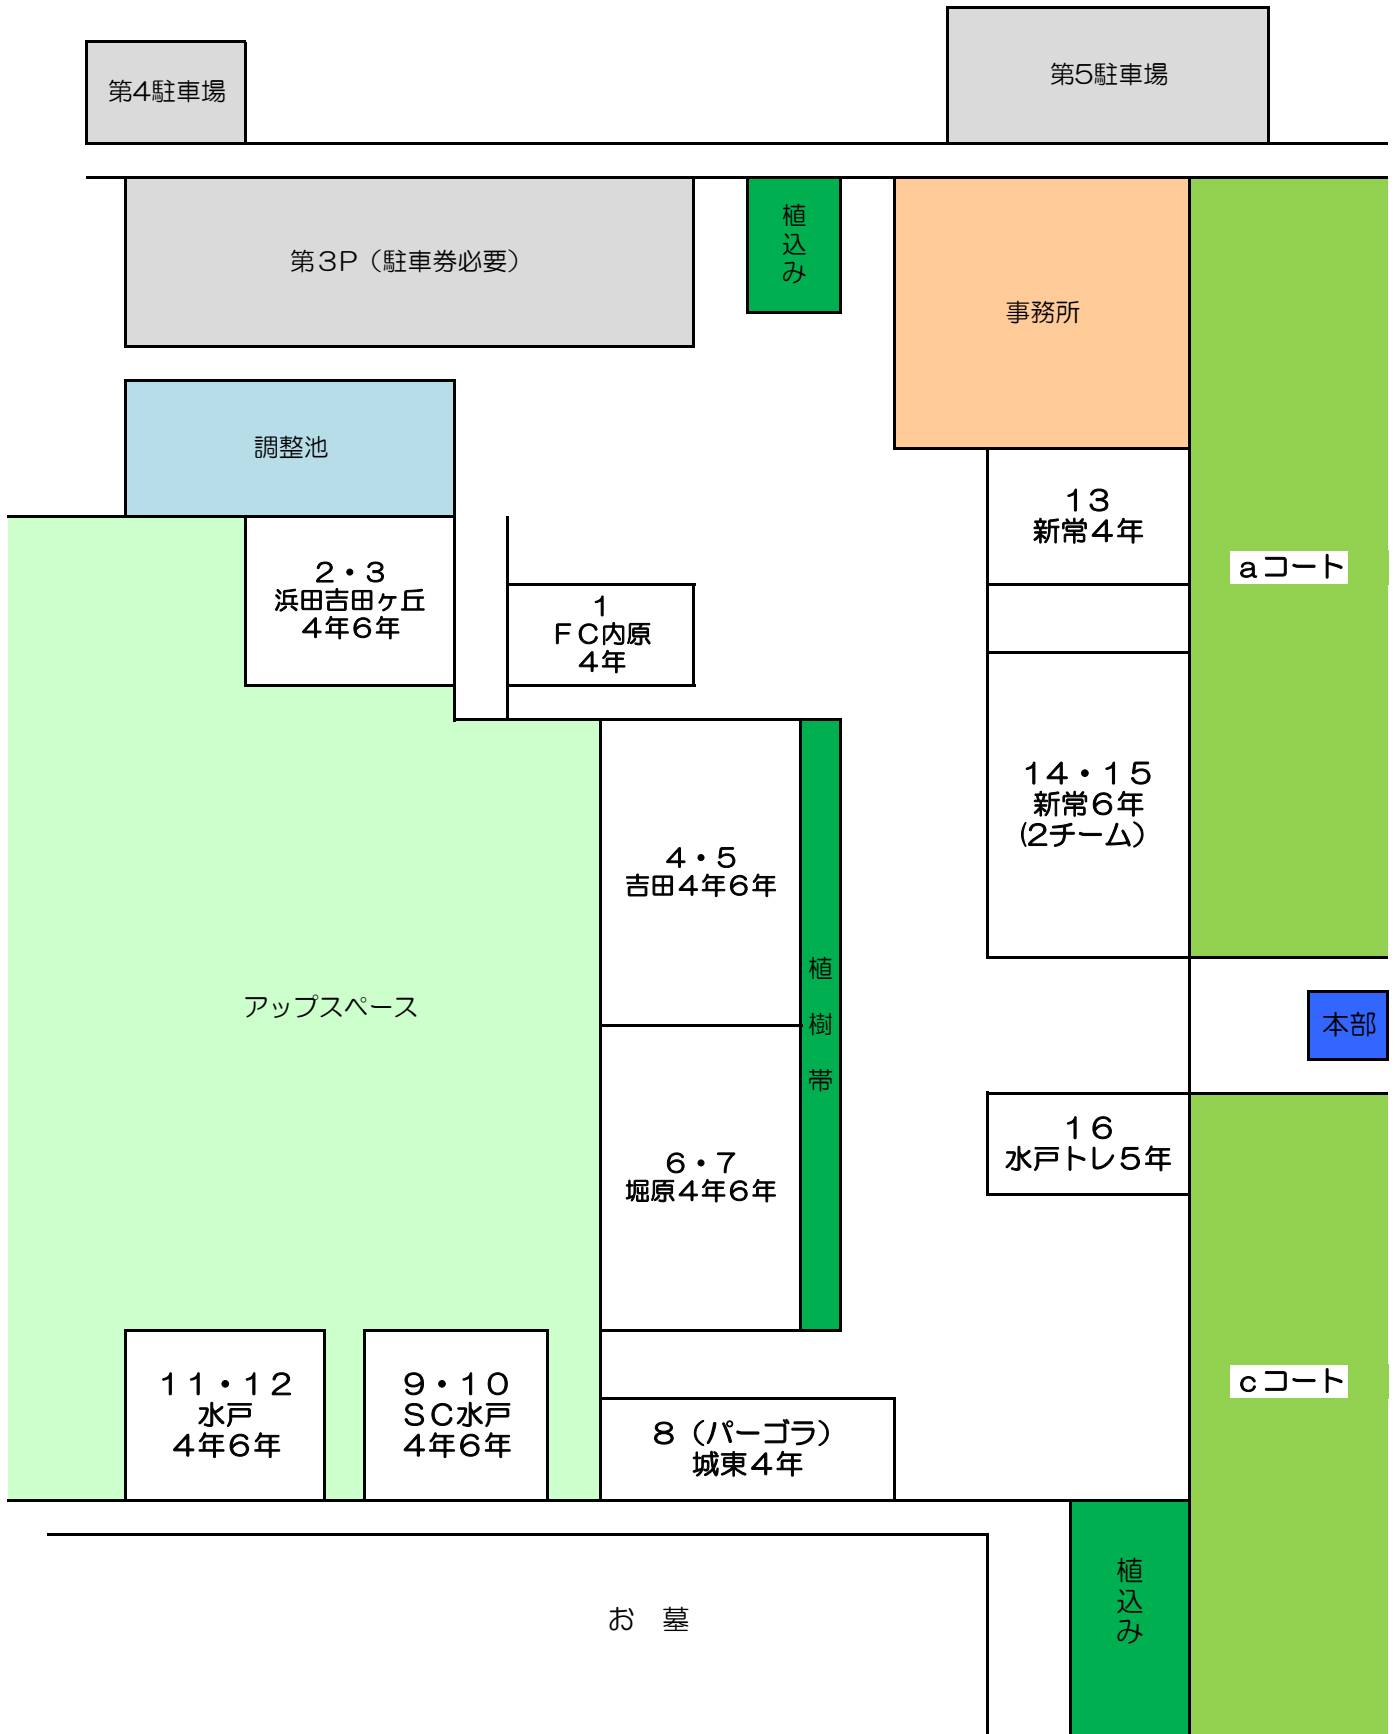 第5駐車場
第4駐車場
植
込
み
第３Ｐ（駐車券必要）
事務所
調整池
１３
新常４年
２・３
浜田吉田ヶ丘
４年６年
ａコート
１
ＦＣ内原
４年
１４・１５
新常６年
(2チーム）
４・５
吉田４年６年
植
樹
帯
アップスペース
本部
１６
水戸トレ５年
６・７
堀原４年６年
１１・１２
水戸
４年６年
９・１０
ＳＣ水戸
４年６年
ｃコート
８（パーゴラ）
城東４年
植
込
み
お　墓